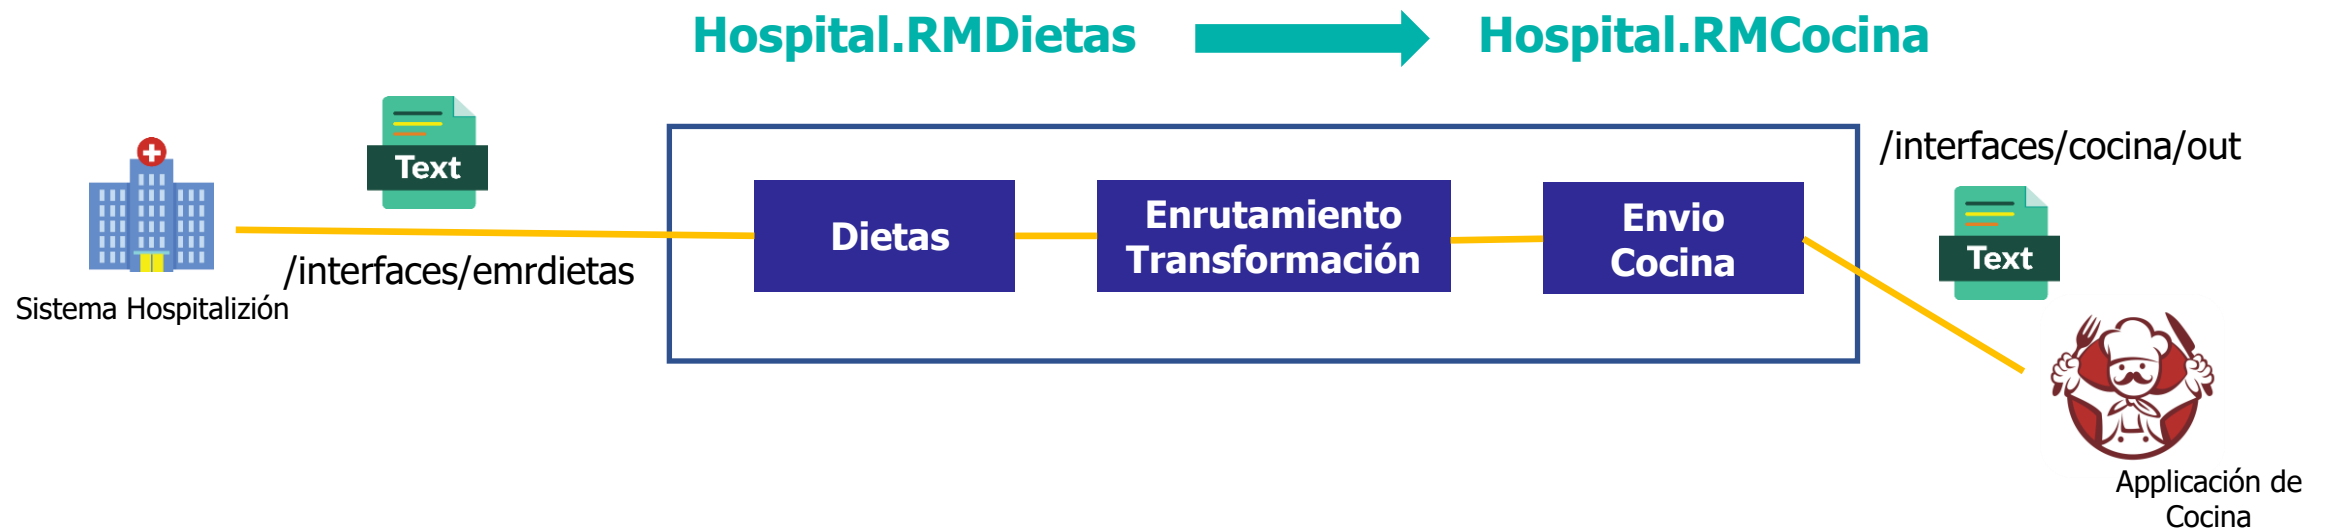 Hospital.RMDietas
Hospital.RMCocina
Text
/interfaces/emrdietas
Sistema Hospitalizión
Dietas
Enrutamiento
Transformación
Envio
Cocina
/interfaces/cocina/out
Text
Applicación de
Cocina